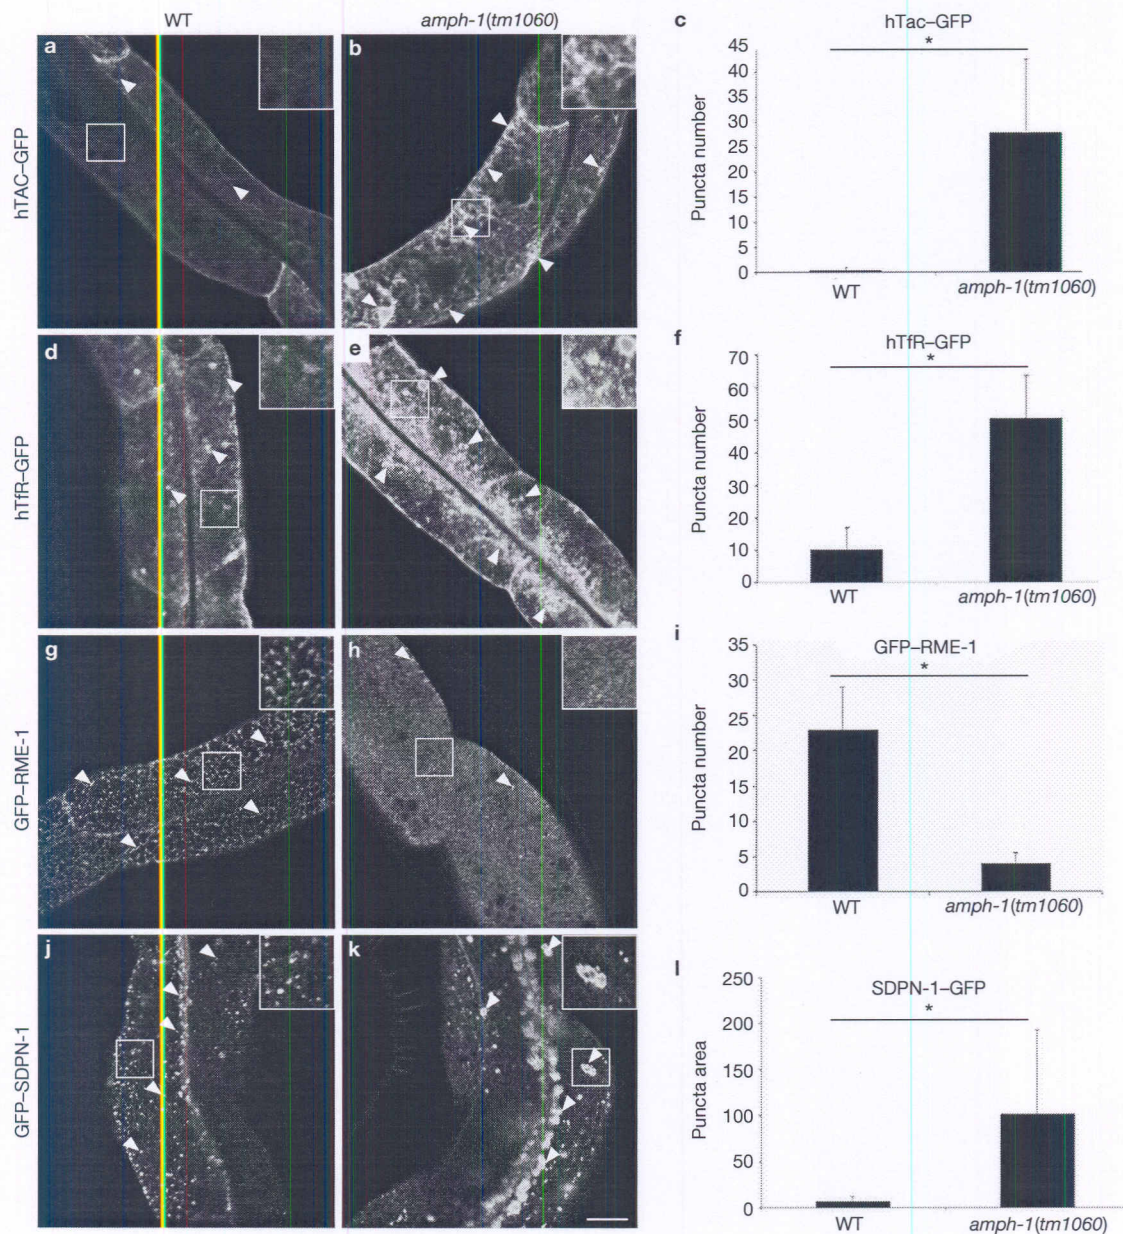 WT
amph-1(tm1060)
a
b
c
hTac–GFP
*
45
40
35
30
25
20
15
10
5
0
Puncta number
WT
amph-1(tm1060)
hTAC–GFP
d
e
f
hTfR–GFP
*
70
60
50
40
30
20
10
0
Puncta number
WT
amph-1(tm1060)
hTfR–GFP
g
h
i
GFP–RME-1
*
35
30
25
20
15
10
5
0
Puncta number
WT
amph-1(tm1060)
GFP–RME-1
j
k
l
SDPN-1–GFP
*
250
200
150
100
50
0
Puncta area
WT
amph-1(tm1060)
GFP–SDPN-1